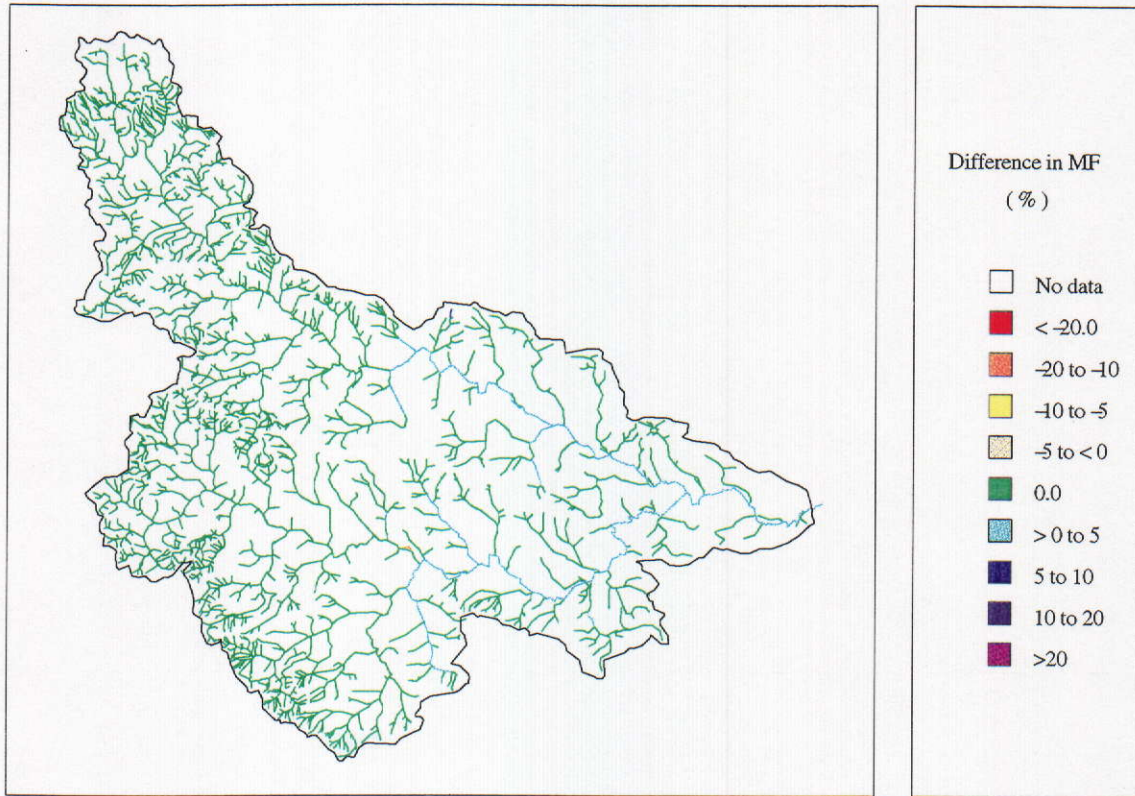 Difference in MF
( % )
No data
< –20.0
–20 to –10
–10 to –5
–5 to < 0
0.0
> 0 to 5
5 to 10
10 to 20
>20